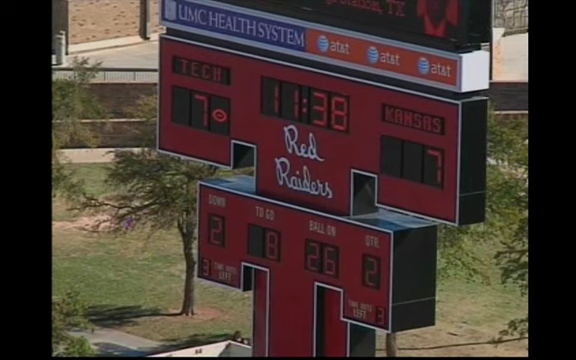 UMC HEALTH SYSTEM
at&t at&t at&t
TECH
11:38
KANSAS
7
7
Red
Raiders
DOWN TO GO BALL ON QTR
2 8 26 2
3 TIME OUTS LEFT
TIME OUTS LEFT 3